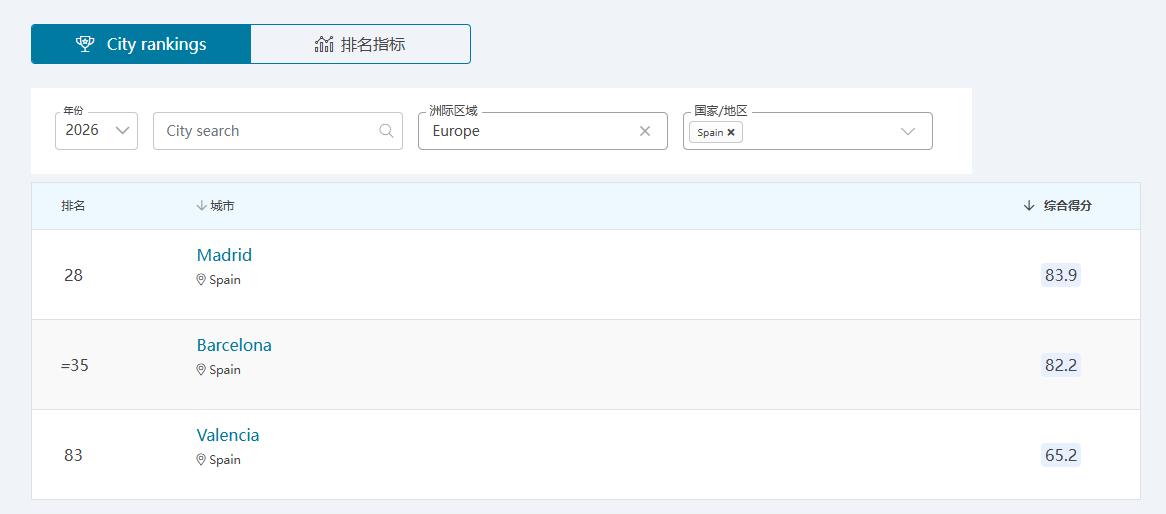 City rankings
排名指标
年份
2026
City search
洲际区域
Europe
国家/地区
Spain
排名
城市
综合得分
28
Madrid
Spain
83.9
=35
Barcelona
Spain
82.2
83
Valencia
Spain
65.2